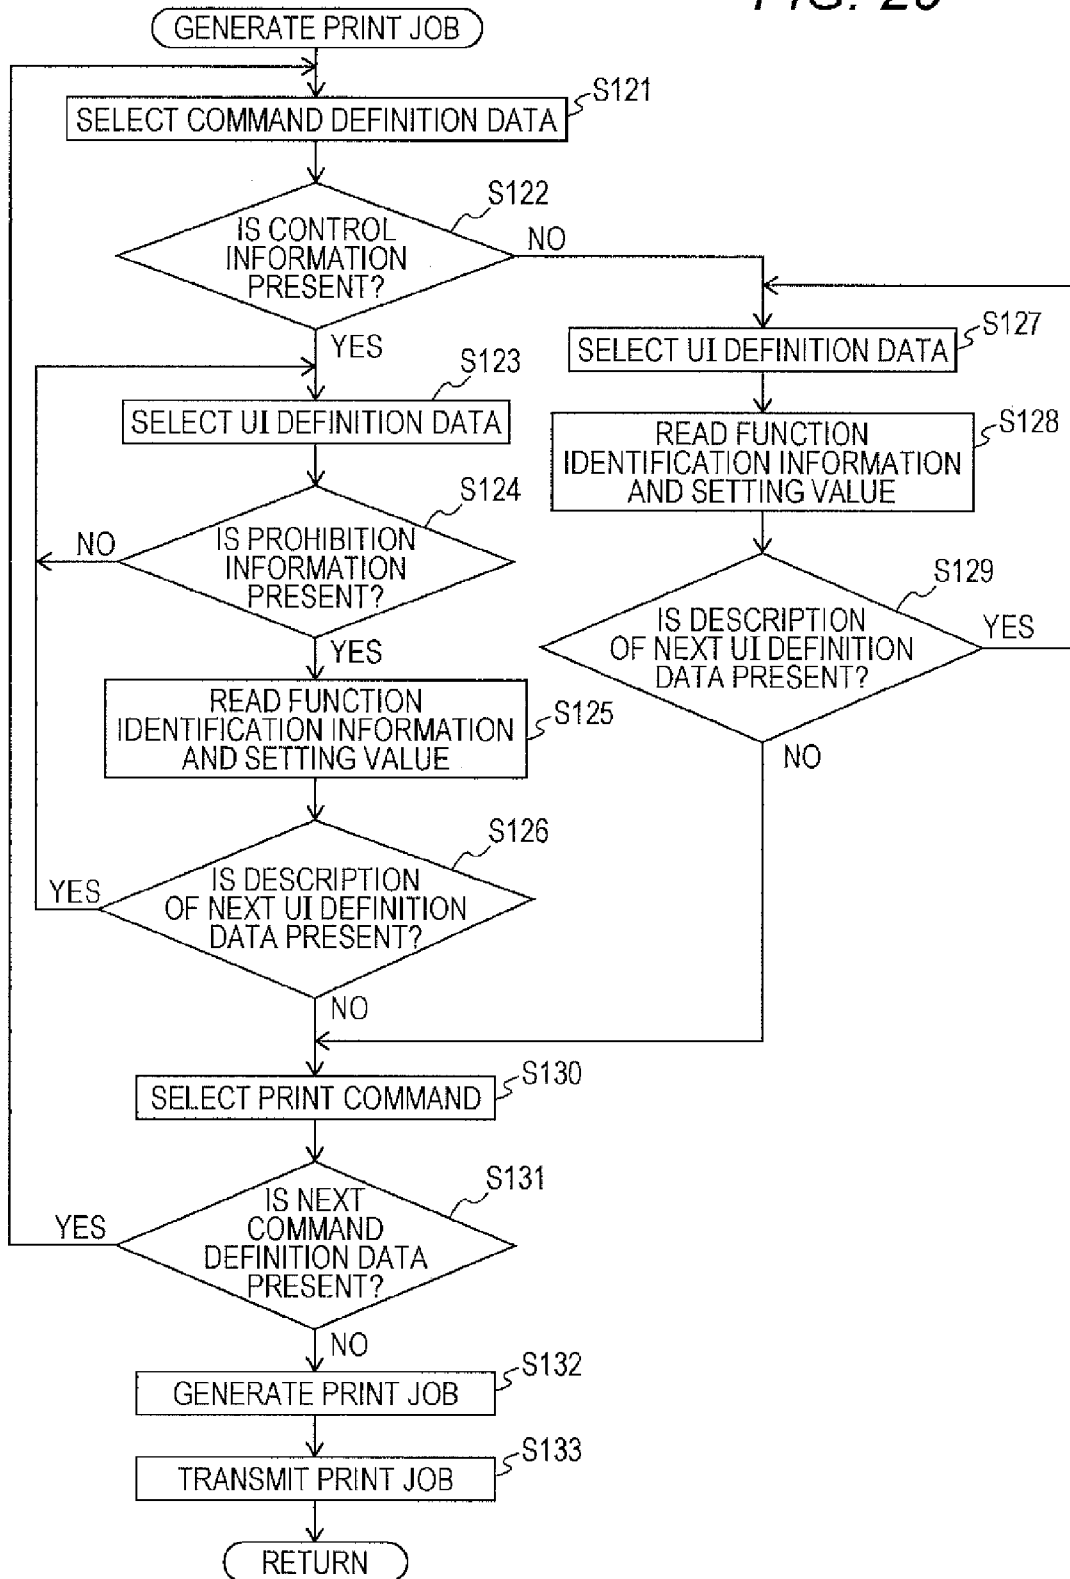 GENERATE PRINT JOB
SELECT COMMAND DEFINITION DATA
S121
IS CONTROL
INFORMATION
PRESENT?
S122
NO
YES
SELECT UI DEFINITION DATA
S123
IS PROHIBITION
INFORMATION
PRESENT?
S124
NO
YES
READ FUNCTION
IDENTIFICATION INFORMATION
AND SETTING VALUE
S125
IS DESCRIPTION
OF NEXT UI DEFINITION
DATA PRESENT?
S126
YES
NO
SELECT UI DEFINITION DATA
S127
READ FUNCTION
IDENTIFICATION INFORMATION
AND SETTING VALUE
S128
IS DESCRIPTION
OF NEXT UI DEFINITION
DATA PRESENT?
S129
YES
NO
SELECT PRINT COMMAND
S130
IS NEXT
COMMAND
DEFINITION DATA
PRESENT?
S131
YES
NO
GENERATE PRINT JOB
S132
TRANSMIT PRINT JOB
S133
RETURN